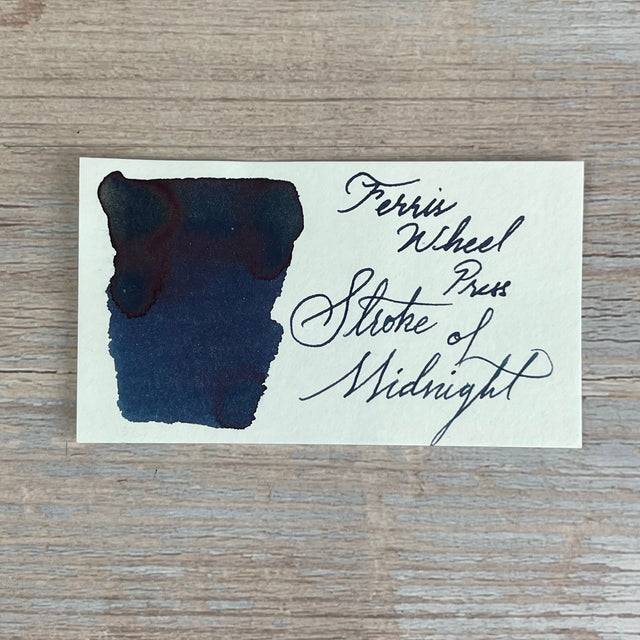 Ferris
Wheel
Press
Stroke of
Midnight